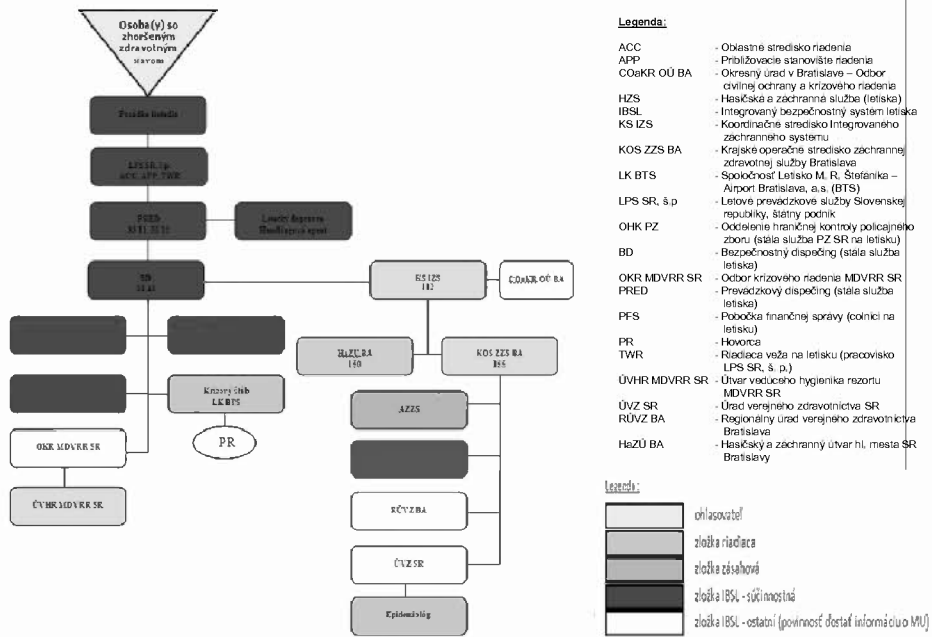 Osoba(y) so
zhoršeným
zdravotným
stavom
LPS SR, š.p.
ACC, APP, TWR
PRED
Letecký dopravca
Handlingový agent
BD
KS IZS
112
COaKR OÚ BA
HaZÚ BA
150
KOS ZZS BA
155
Krízový štáb
LK BTS
AZZS
PR
OKR MDVRR SR
ÚVHR MDVRR SR
RÚVZ BA
ÚVZ SR
Epidemiológ
Legenda:
ACC - Oblastné stredisko riadenia
APP - Približovacie stanovište riadenia
COaKR OÚ BA - Okresný úrad v Bratislave – Odbor
civilnej ochrany a krízového riadenia
HZS - Hasičská a záchranná služba (letiska)
IBSL - Integrovaný bezpečnostný systém letiska
KS IZS - Koordinačné stredisko Integrovaného
záchranného systému
KOS ZZS BA - Krajské operačné stredisko záchrannej
zdravotnej služby Bratislava
LK BTS - Spoločnosť Letisko M. R. Štefánika –
Airport Bratislava, a.s. (BTS)
LPS SR, š.p - Letové prevádzkové služby Slovenskej
republiky, štátny podnik
OHK PZ - Oddelenie hraničnej kontroly policajného
zboru (stála služba PZ SR na letisku)
BD - Bezpečnostný dispečing (stála služba
letiska)
OKR MDVRR SR - Odbor krízového riadenia MDVRR SR
PRED - Prevádzkový dispečing (stála služba
letiska)
PFS - Pobočka finančnej správy (colníci na
letisku)
PR - Hovorca
TWR - Riadiaca veža na letisku (pracovisko
LPS SR, š. p.)
ÚVHR MDVRR SR - Útvar vedúceho hygienika rezortu
MDVRR SR
ÚVZ SR - Úrad verejného zdravotníctva SR
RÚVZ BA - Regionálny úrad verejného zdravotníctva
Bratislava
HaZÚ BA - Hasičský a záchranný útvar hl. mesta SR
Bratislavy
Legenda:
ohlasovateľ
zložka riadiaca
zložka zásahová
zložka IBSL - súčinnostná
zložka IBSL - ostatní (povinnosť dostať informáciu o MU)